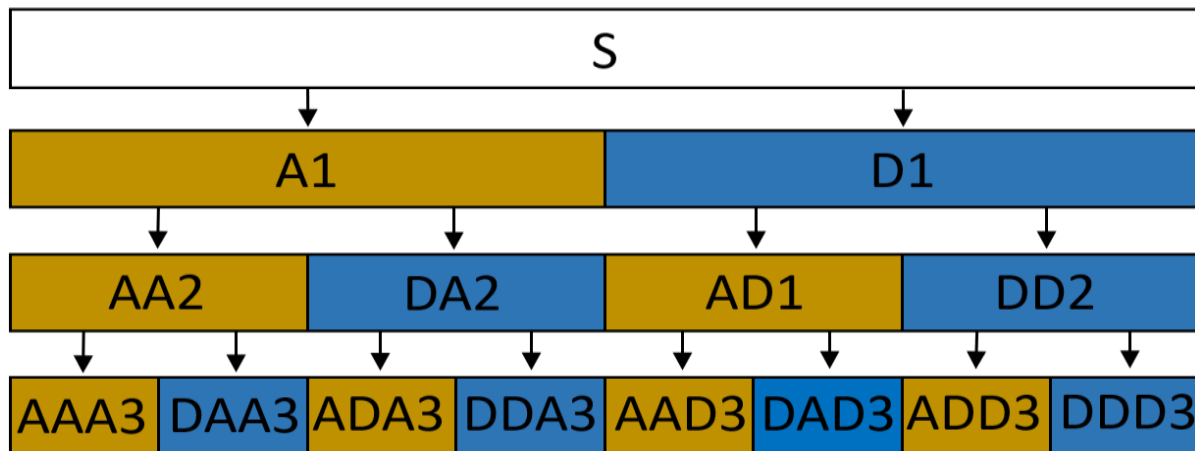 S
A1 D1
AA2 DA2 AD1 DD2
AAA3 DAA3 ADA3 DDA3 AAD3 DAD3 ADD3 DDD3